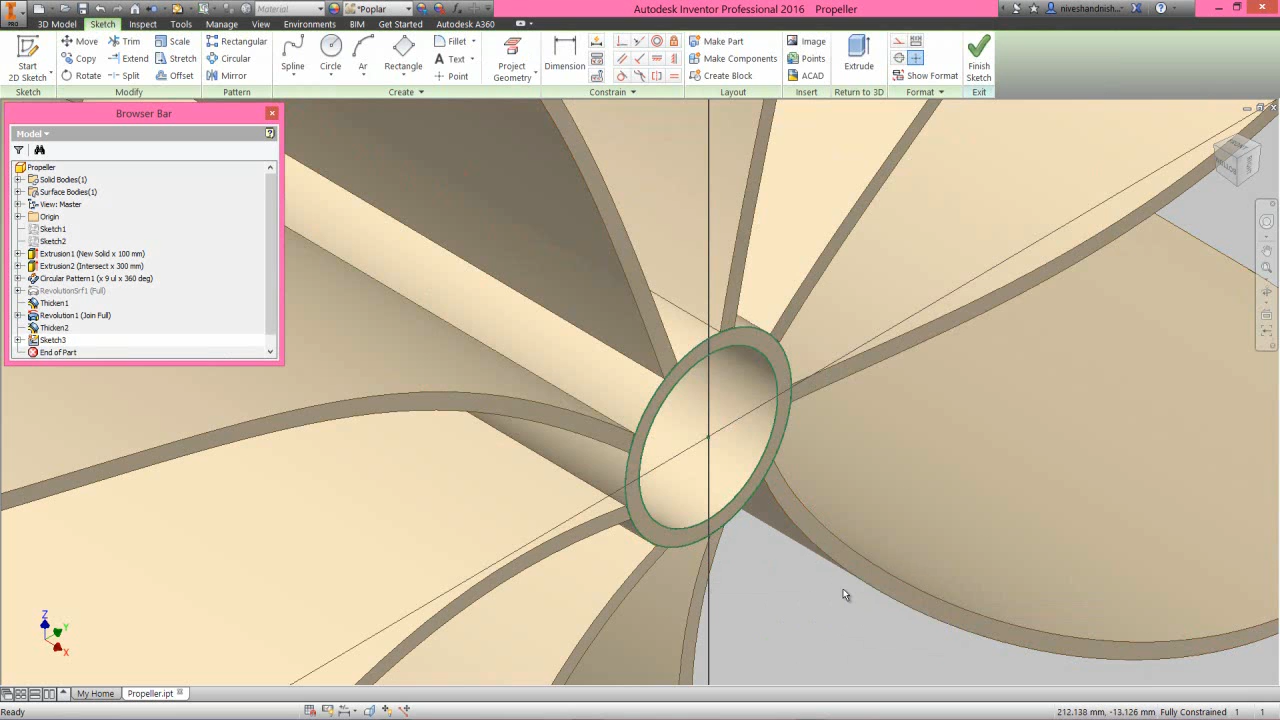 Material
*Poplar
Autodesk Inventor Professional 2016 Propeller
niveshandnish...
PRO
3D Model Sketch Inspect Tools Manage View Environments BIM Get Started Autodesk A360
Start
2D Sketch
Move Trim Scale
Copy Extend Stretch
Rotate Split Offset
Rectangular
Circular
Mirror
Spline Circle Arc Rectangle
Fillet
Text
Point
Project
Geometry
Dimension
Make Part
Make Components
Create Block
Image
Points
ACAD
Extrude
Show Format
Finish
Sketch
Sketch Modify Pattern Create Constrain Layout Insert Return to 3D Format Exit
Browser Bar
Model
Propeller
Solid Bodies(1)
Surface Bodies(1)
View: Master
Origin
Sketch1
Sketch2
Extrusion1 (New Solid x 100 mm)
Extrusion2 (Intersect x 300 mm)
Circular Pattern1 (x 9 ul x 360 deg)
RevolutionSrf1 (Full)
Thicken1
Revolution1 (Join Full)
Thicken2
Sketch3
End of Part
Z
Y
X
My Home Propeller.ipt
Ready
212.138 mm, -13.126 mm Fully Constrained 1 1